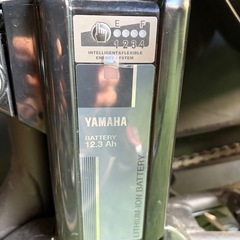 E F
1 2 3 4
INTELLIGENT&FLEXIBLE
ENERGY SYSTEM
YAMAHA
BATTERY
12.3 Ah
LITHIUM-ION BATTERY